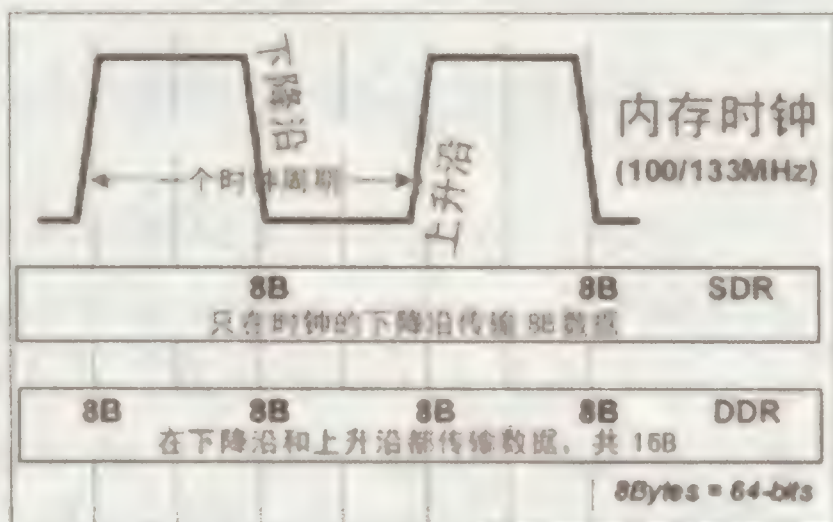 下降沿
内存时钟
(100/133MHz)
一个时钟周期
上升沿
8B 8B SDR
只在时钟的下降沿传输 8B 数据
8B 8B 8B 8B DDR
在下降沿和上升沿都传输数据，共 16B
8Bytes = 64-bits